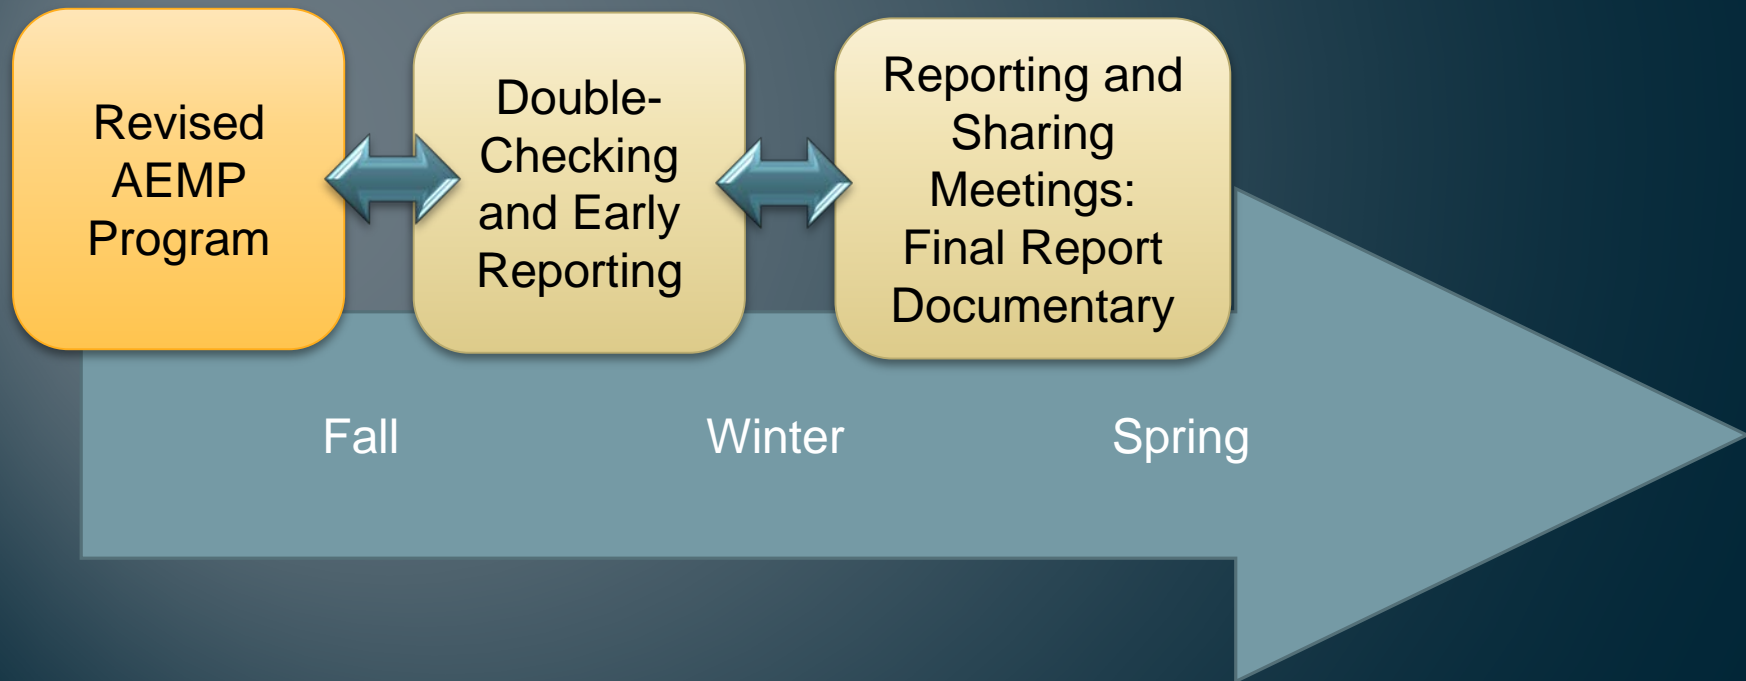 Revised
AEMP
Program
Double-
Checking
and Early
Reporting
Reporting and
Sharing
Meetings:
Final Report
Documentary
Fall
Winter
Spring